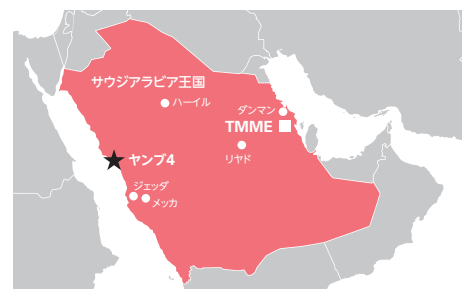 サウジアラビア王国
ハーイル
ダンマン
TMME
リヤド
ヤンブ4
ジェッダ
メッカ